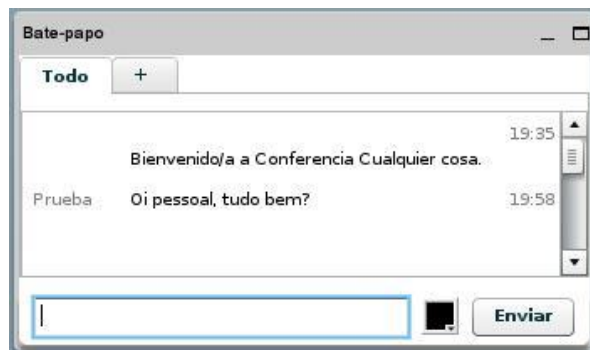 Bate-papo
Todo +
19:35
Bienvenido/a a Conferencia Cualquier cosa.
Prueba Oi pessoal, tudo bem? 19:58
Enviar